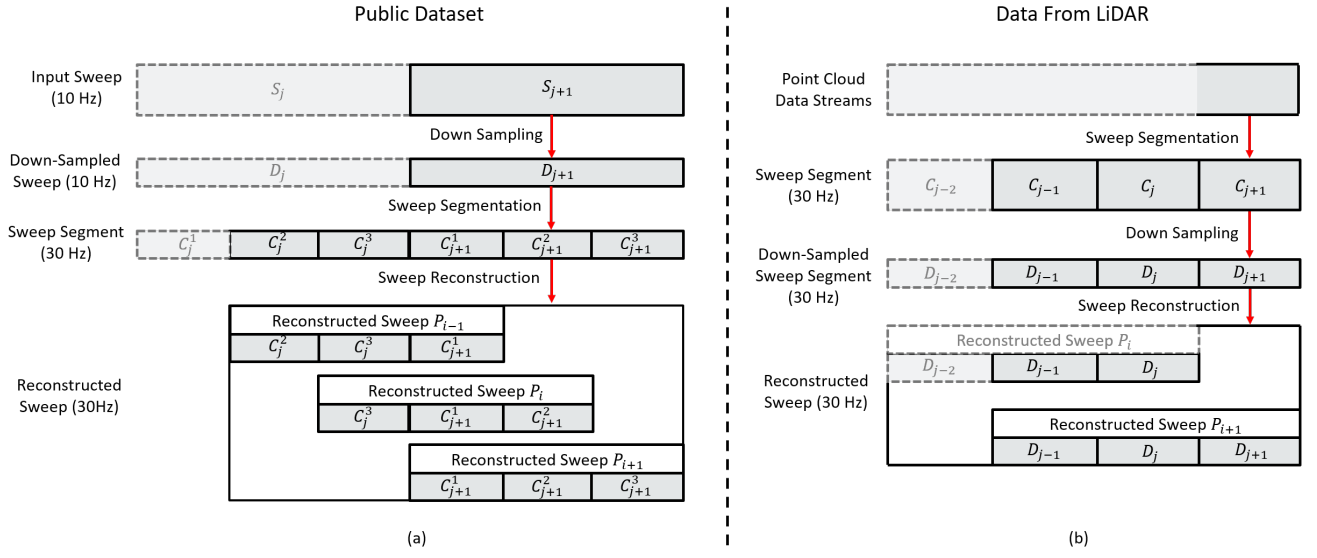 Public Dataset
Input Sweep
(10 Hz)
S_j
S_{j+1}
Down Sampling
Down-Sampled
Sweep (10 Hz)
D_j
D_{j+1}
Sweep Segmentation
Sweep Segment
(30 Hz)
C_j^1
C_j^2
C_j^3
C_{j+1}^1
C_{j+1}^2
C_{j+1}^3
Sweep Reconstruction
Reconstructed
Sweep (30Hz)
Reconstructed Sweep P_{i-1}
C_j^2
C_j^3
C_{j+1}^1
Reconstructed Sweep P_i
C_j^3
C_{j+1}^1
C_{j+1}^2
Reconstructed Sweep P_{i+1}
C_{j+1}^1
C_{j+1}^2
C_{j+1}^3
(a)
Data From LiDAR
Point Cloud
Data Streams
Sweep Segmentation
Sweep Segment
(30 Hz)
C_{j-2}
C_{j-1}
C_j
C_{j+1}
Down Sampling
Down-Sampled
Sweep Segment
(30 Hz)
D_{j-2}
D_{j-1}
D_j
D_{j+1}
Sweep Reconstruction
Reconstructed
Sweep (30 Hz)
Reconstructed Sweep P_i
D_{j-2}
D_{j-1}
D_j
Reconstructed Sweep P_{i+1}
D_{j-1}
D_j
D_{j+1}
(b)